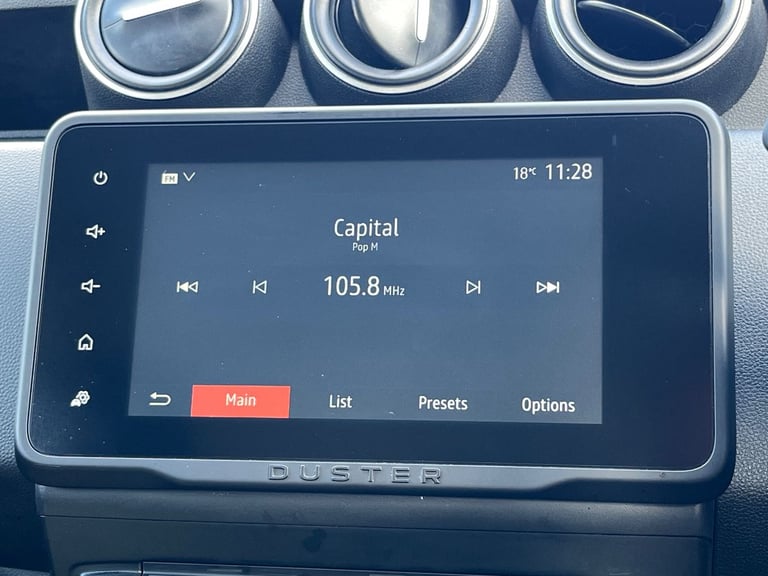 FM
18°C 11:28
Capital
Pop M
105.8 MHz
Main List Presets Options
DUSTER